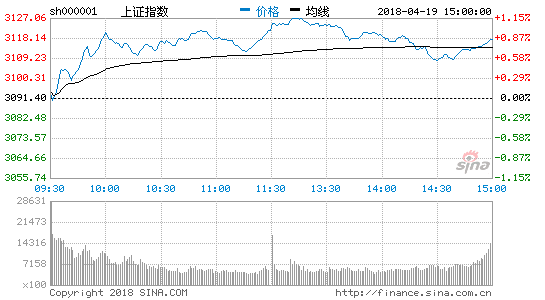 sh000001 上证指数 价格 均线 2018-04-19 15:00:00
3127.06 1.15%
3118.14 0.86%
3109.23 0.58%
3100.31 0.29%
3091.40 0.00%
3082.48 0.29%
3073.57 0.58%
3064.66 0.87%
3055.74 1.15%
sina
09:30 10:00 10:30 11:00 11:30 13:30 14:00 14:30 15:00
28631
21473
14316
7158
x100
Copyright 2018 SINA.COM http://finance.sina.com.cn